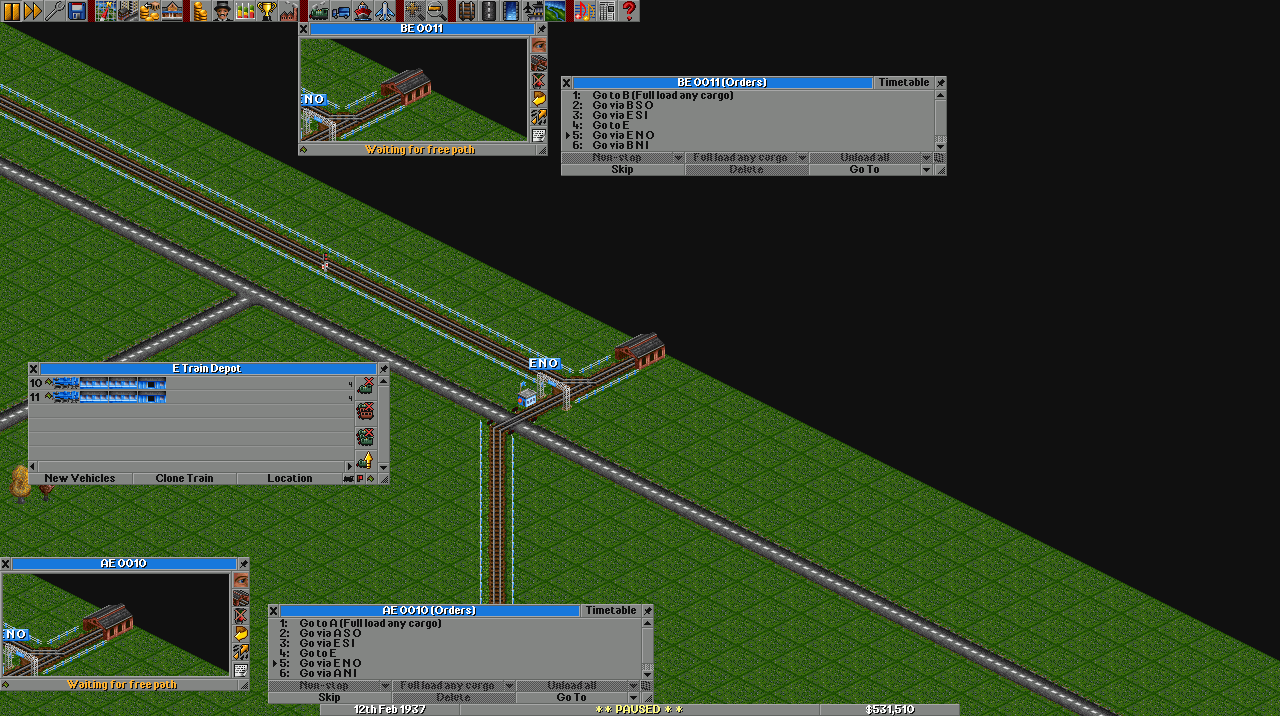 BE 0011
NO
Waiting for free path
BE 0011 (Orders)
Timetable
1: Go to B (Full load any cargo)
2: Go via B S O
3: Go via E S I
4: Go to E
5: Go via E N O
6: Go via B N I
Non-stop
Full load any cargo
Unload all
Skip
Delete
Go To
E N O
E Train Depot
10
4
11
4
New Vehicles
Clone Train
Location
AE 0010
NO
Waiting for free path
AE 0010 (Orders)
Timetable
1: Go to A (Full load any cargo)
2: Go via A S O
3: Go via E S I
4: Go to E
5: Go via E N O
6: Go via A N I
Non-stop
Full load any cargo
Unload all
Skip
Delete
Go To
12th Feb 1937
* * PAUSED * *
$531,510